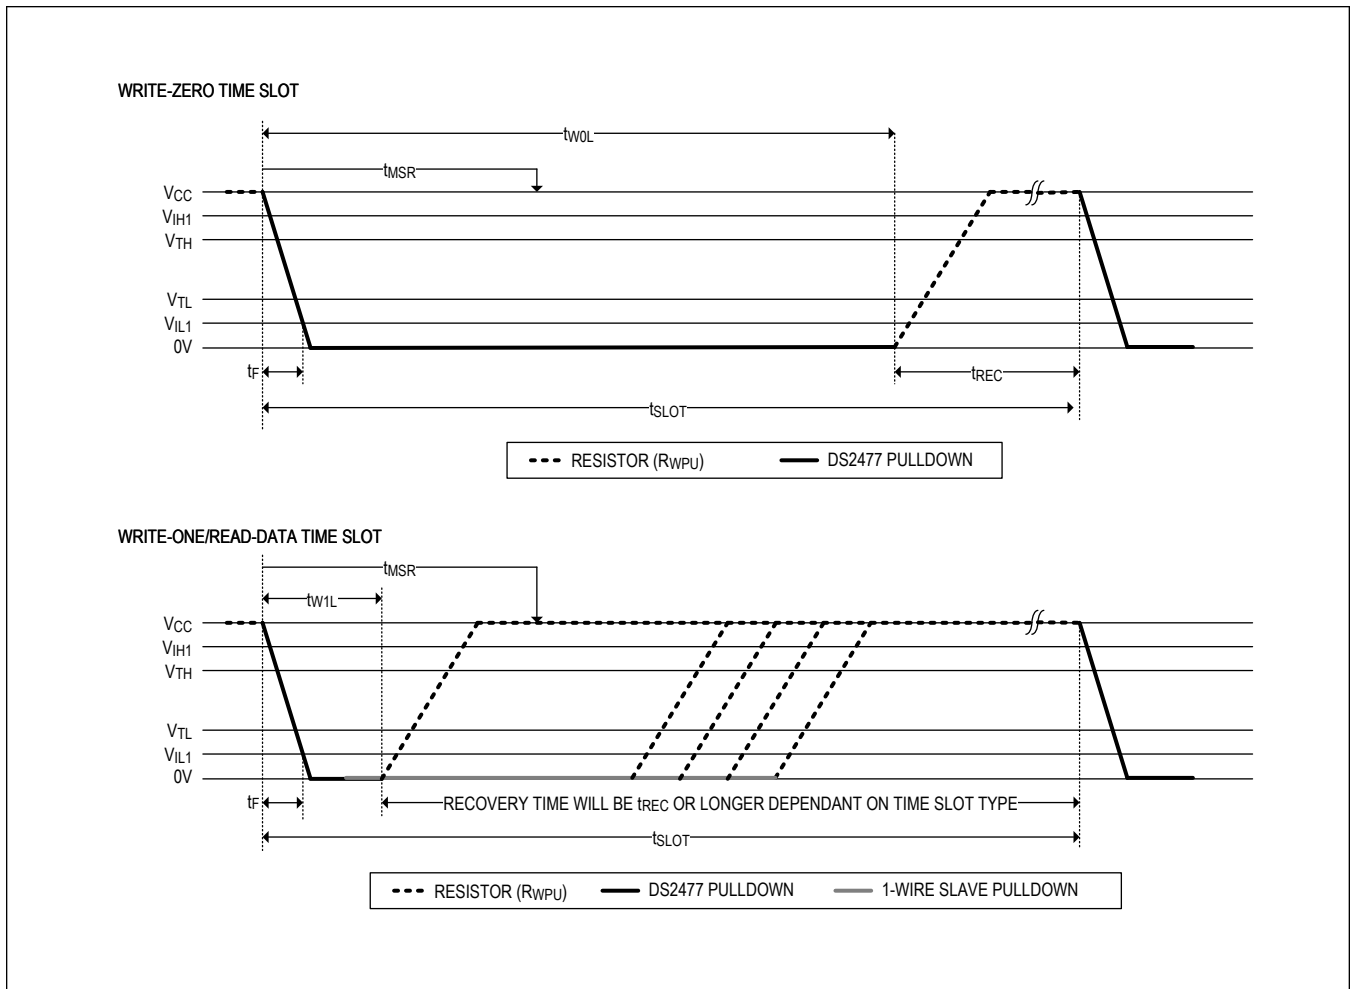 WRITE-ZERO TIME SLOT
tW0L
tMSR
VCC
VIH1
VTH
VTL
VIL1
0V
tF
tREC
tSLOT
RESISTOR (RWPU) DS2477 PULLDOWN
WRITE-ONE/READ-DATA TIME SLOT
tMSR
tW1L
VCC
VIH1
VTH
VTL
VIL1
0V
tF RECOVERY TIME WILL BE tREC OR LONGER DEPENDANT ON TIME SLOT TYPE
tSLOT
RESISTOR (RWPU) DS2477 PULLDOWN 1-WIRE SLAVE PULLDOWN